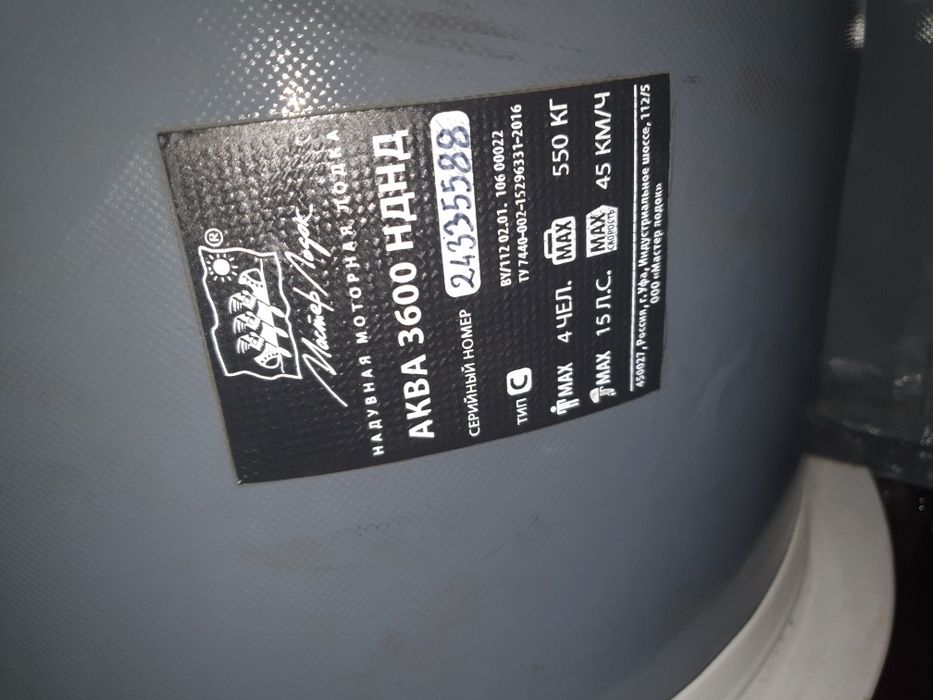 ®
Мастер Лодок
НАДУВНАЯ МОТОРНАЯ ЛОДКА
АКВА 3600 НДНД
СЕРИЙНЫЙ НОМЕР 24335588
ТИП С BY/112 02.01. 106 00022
ТУ 7440-002-15296331-2016
MAX 4 ЧЕЛ. MAX 550 КГ
MAX 15 Л.С. MAX СКОРОСТЬ 45 КМ/Ч
450027, Россия, г. Уфа, Индустриальное шоссе, 112/5
ООО «Мастер лодок»